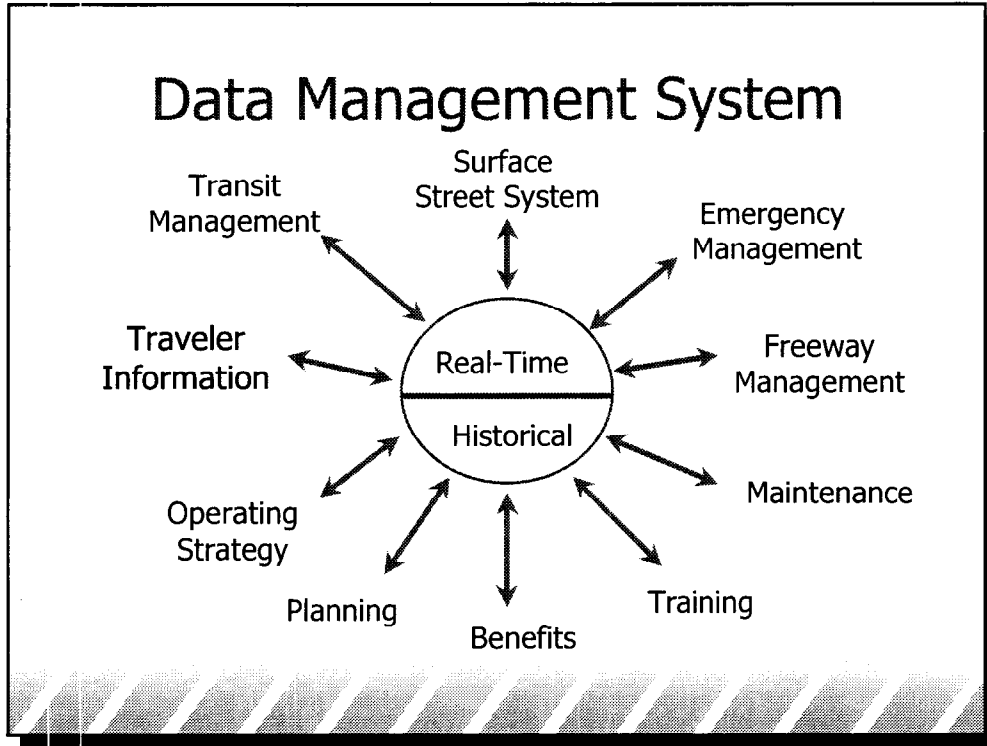 Data Management System
Surface
Street System
Transit
Management
Emergency
Management
Traveler
Information
Real-Time
Freeway
Management
Historical
Maintenance
Operating
Strategy
Planning
Training
Benefits